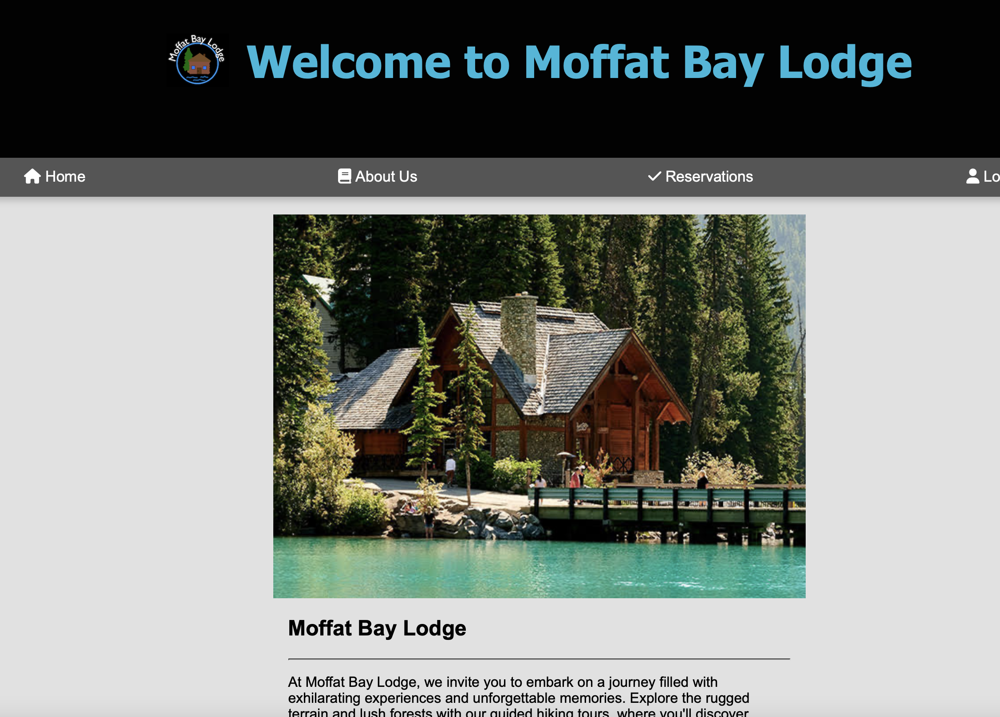 Moffat Bay Lodge
Welcome to Moffat Bay Lodge
Home
About Us
Reservations
Lo
Moffat Bay Lodge
At Moffat Bay Lodge, we invite you to embark on a journey filled with
exhilarating experiences and unforgettable memories. Explore the rugged
terrain and lush forests with our guided hiking tours, where you'll discover